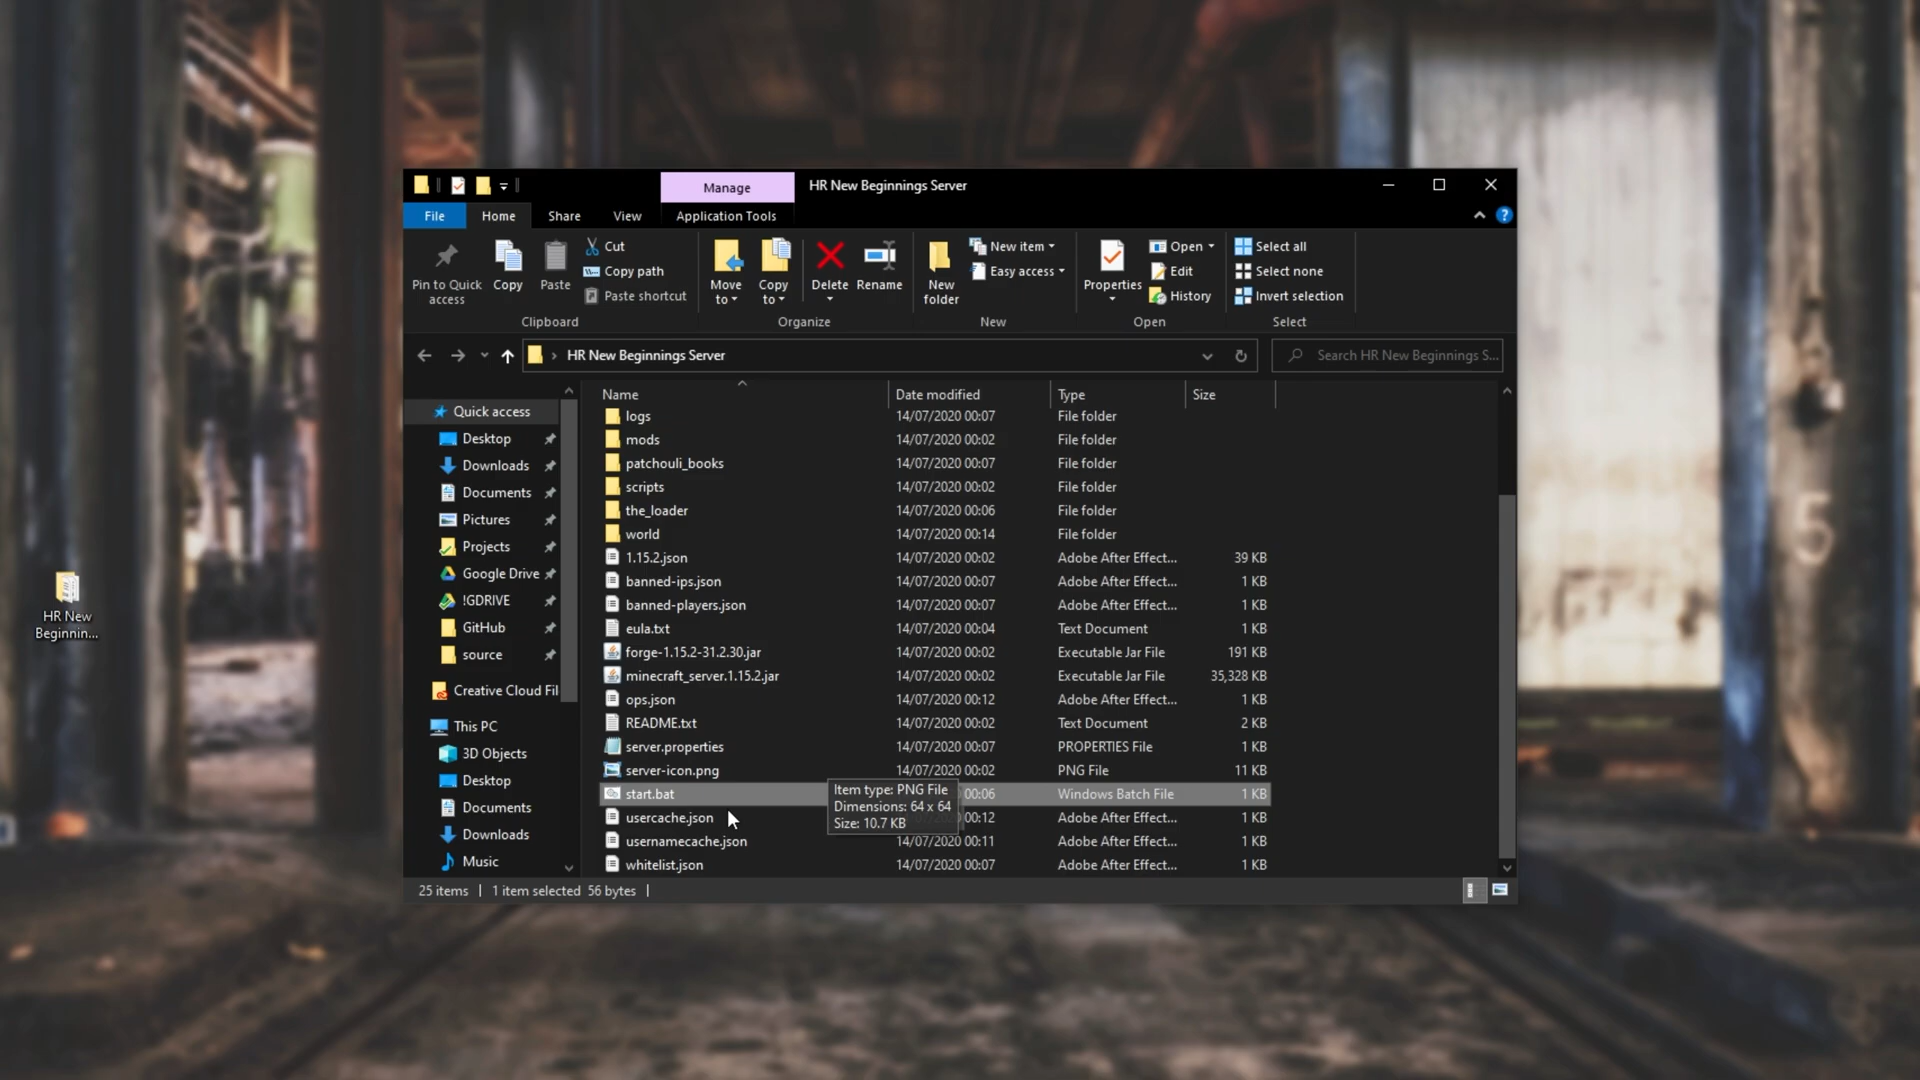 Manage
HR New Beginnings Server
File
Home
Share
View
Application Tools
Pin to Quick access
Copy
Paste
Cut
Copy path
Paste shortcut
Clipboard
Move to
Copy to
Delete
Rename
Organize
New folder
New item
Easy access
New
Properties
Open
Edit
History
Open
Select all
Select none
Invert selection
Select
HR New Beginnings Server
Search HR New Beginnings S...
Quick access
Desktop
Downloads
Documents
Pictures
Projects
Google Drive
!GDRIVE
GitHub
source
Creative Cloud Fil
This PC
3D Objects
Desktop
Documents
Downloads
Music
Name Date modified Type Size
logs 14/07/2020 00:07 File folder
mods 14/07/2020 00:02 File folder
patchouli_books 14/07/2020 00:07 File folder
scripts 14/07/2020 00:02 File folder
the_loader 14/07/2020 00:06 File folder
world 14/07/2020 00:14 File folder
1.15.2.json 14/07/2020 00:02 Adobe After Effect... 39 KB
banned-ips.json 14/07/2020 00:07 Adobe After Effect... 1 KB
banned-players.json 14/07/2020 00:07 Adobe After Effect... 1 KB
eula.txt 14/07/2020 00:04 Text Document 1 KB
forge-1.15.2-31.2.30.jar 14/07/2020 00:02 Executable Jar File 191 KB
minecraft_server.1.15.2.jar 14/07/2020 00:02 Executable Jar File 35,328 KB
ops.json 14/07/2020 00:12 Adobe After Effect... 1 KB
README.txt 14/07/2020 00:02 Text Document 2 KB
server.properties 14/07/2020 00:07 PROPERTIES File 1 KB
server-icon.png 14/07/2020 00:02 PNG File 11 KB
start.bat 00:06 Windows Batch File 1 KB
usercache.json 00:12 Adobe After Effect... 1 KB
usernamecache.json 14/07/2020 00:11 Adobe After Effect... 1 KB
whitelist.json 14/07/2020 00:07 Adobe After Effect... 1 KB
Item type: PNG File
Dimensions: 64 x 64
Size: 10.7 KB
25 items
1 item selected 56 bytes
HR New
Beginnin...
5